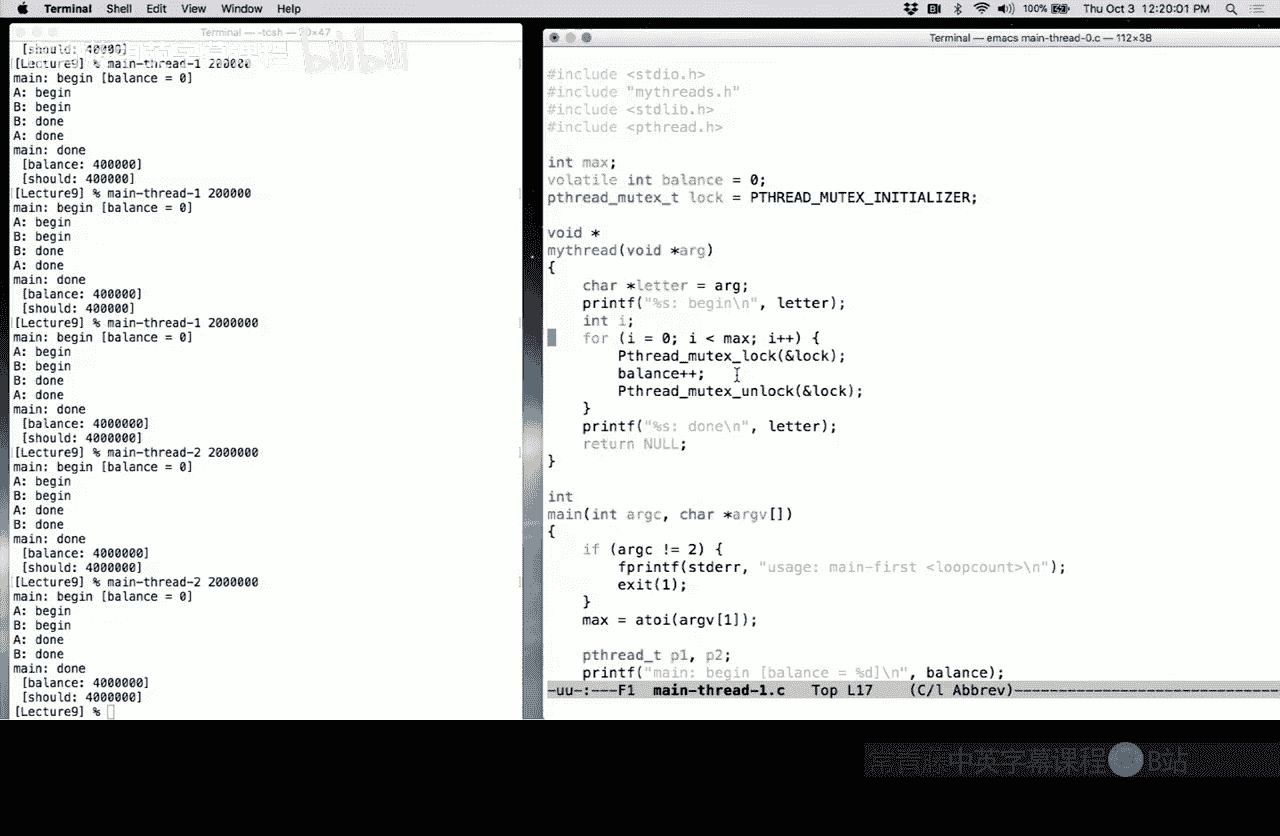 Terminal Shell Edit View Window Help
100% Thu Oct 3 12:20:01 PM
Terminal — -tcsh — 70×47
[should: 40000]
[Lecture9] % main-thread-1 200000
main: begin [balance = 0]
A: begin
B: begin
B: done
A: done
main: done
[balance: 400000]
[should: 400000]
[Lecture9] % main-thread-1 200000
main: begin [balance = 0]
A: begin
B: begin
B: done
A: done
main: done
[balance: 400000]
[should: 400000]
[Lecture9] % main-thread-1 2000000
main: begin [balance = 0]
A: begin
B: begin
B: done
A: done
main: done
[balance: 4000000]
[should: 4000000]
[Lecture9] % main-thread-2 2000000
main: begin [balance = 0]
A: begin
B: begin
A: done
B: done
main: done
[balance: 4000000]
[should: 4000000]
[Lecture9] % main-thread-2 2000000
main: begin [balance = 0]
A: begin
B: begin
A: done
B: done
main: done
[balance: 4000000]
[should: 4000000]
[Lecture9] %
Terminal — emacs main-thread-0.c — 112×38
#include <stdio.h>
#include "mythreads.h"
#include <stdlib.h>
#include <pthread.h>
int max;
volatile int balance = 0;
pthread_mutex_t lock = PTHREAD_MUTEX_INITIALIZER;
void *
mythread(void *arg)
{
char *letter = arg;
printf("%s: begin\n", letter);
int i;
for (i = 0; i < max; i++) {
Pthread_mutex_lock(&lock);
balance++;
Pthread_mutex_unlock(&lock);
}
printf("%s: done\n", letter);
return NULL;
}
int
main(int argc, char *argv[])
{
if (argc != 2) {
fprintf(stderr, "usage: main-first <loopcount>\n");
exit(1);
}
max = atoi(argv[1]);
pthread_t p1, p2;
printf("main: begin [balance = %d]\n", balance);
-uu-:---F1 main-thread-1.c Top L17 (C/l Abbrev)------------------------------
中英字幕课程 B站